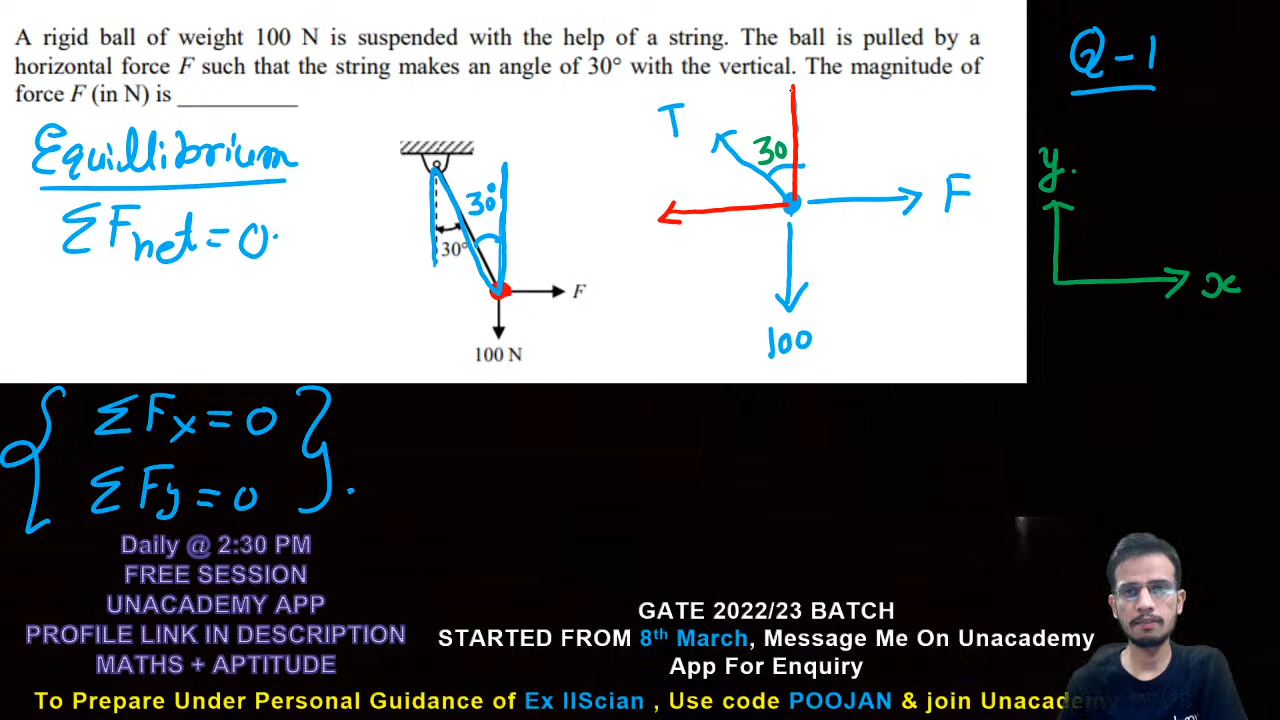 A rigid ball of weight 100 N is suspended with the help of a string. The ball is pulled by a
horizontal force F such that the string makes an angle of 30° with the vertical. The magnitude of
force F (in N) is __________
Q-1
Equillibrium
ΣFnet = 0.
30°
30°
F
100 N
T
30
F
100
y.
x
ΣFx = 0
ΣFy = 0
Daily @ 2:30 PM
FREE SESSION
UNACADEMY APP
PROFILE LINK IN DESCRIPTION
MATHS + APTITUDE
GATE 2022/23 BATCH
STARTED FROM 8th March, Message Me On Unacademy
App For Enquiry
To Prepare Under Personal Guidance of Ex IIScian , Use code POOJAN & join Unacademy